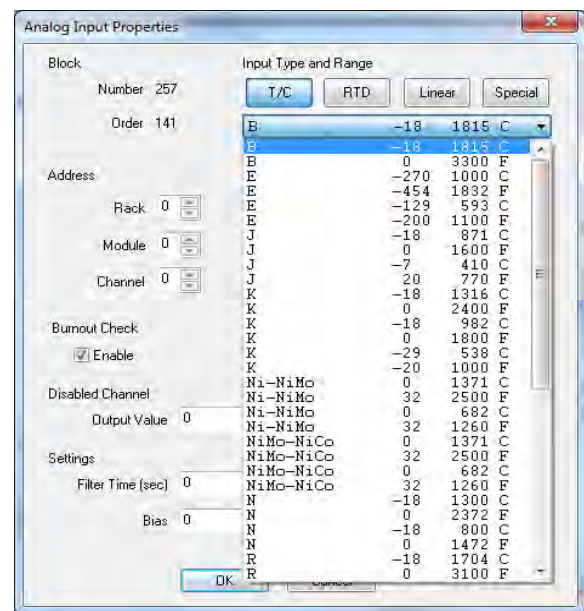 Analog Input Properties
Block
Number 257
Order 141
Address
Rack 0
Module 0
Channel 0
Burnout Check
Enable
Disabled Channel
Output Value 0
Settings
Filter Time (sec) 0
Bias 0
Input Type and Range
T/C RTD Linear Special
B -18 1815 C
B -18 1815 C
B 0 3300 F
E -270 1000 C
E -454 1832 F
E -129 593 C
E -200 1100 F
J -18 871 C
J 0 1600 F
J -7 410 C
J 20 770 F
K -18 1316 C
K 0 2400 F
K -18 982 C
K 0 1800 F
K -29 538 C
K -20 1000 F
Ni-NiMo 0 1371 C
Ni-NiMo 32 2500 F
Ni-NiMo 0 682 C
Ni-NiMo 32 1260 F
NiMo-NiCo 0 1371 C
NiMo-NiCo 32 2500 F
NiMo-NiCo 0 682 C
NiMo-NiCo 32 1260 F
N -18 1300 C
N 0 2372 F
N -18 800 C
N 0 1472 F
R -18 1704 C
R 0 3100 F
OK